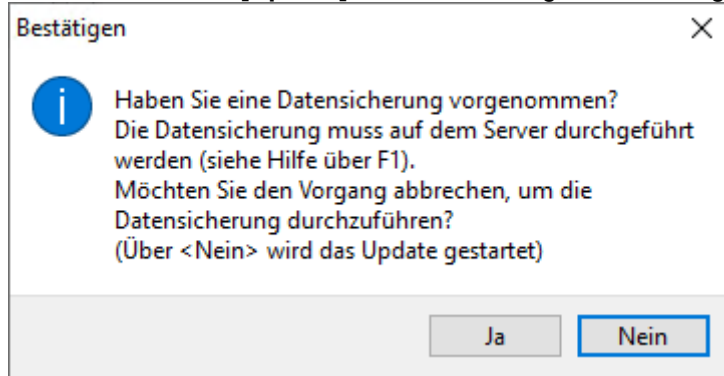 Bestätigen
Haben Sie eine Datensicherung vorgenommen?
Die Datensicherung muss auf dem Server durchgeführt
werden (siehe Hilfe über F1).
Möchten Sie den Vorgang abbrechen, um die
Datensicherung durchzuführen?
(Über <Nein> wird das Update gestartet)
Ja Nein